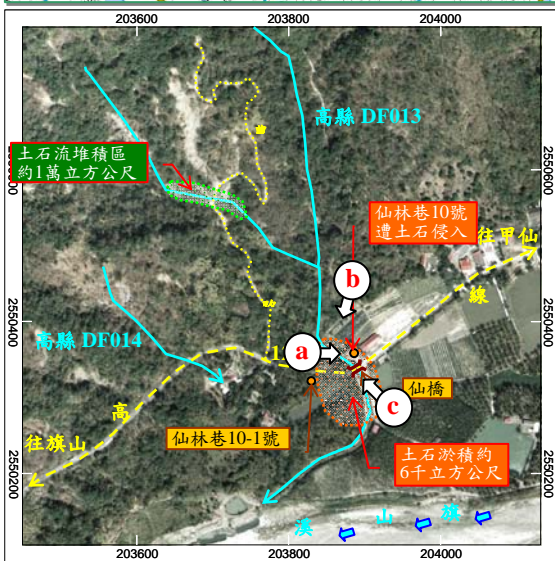 203600 203800 204000
高縣 DF013
土石流堆積區
約1萬立方公尺
2550600
仙林巷10號
遭土石侵入
往甲仙
b
線
2550400
高縣 DF014
1
a
仙橋
c
高
仙林巷10-1號
往旗山
土石淤積約
6千立方公尺
2550200
溪 山 旗
203600 203800 204000